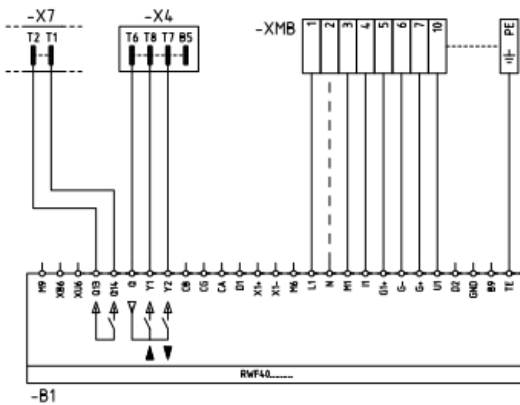 -X7
-X4
-XMB
T2 T1
T6 T8 T7 B5
1 2 3 4 5 6 7 10
PE
M9 XB6 XU6 Q13 Q14 Q Y1 Y2 CB CG CA D1 X1+ X1- M6 L1 N M1 I1 G1+ G- G+ U1 D2 GND B9 TE
RWF40......
-B1